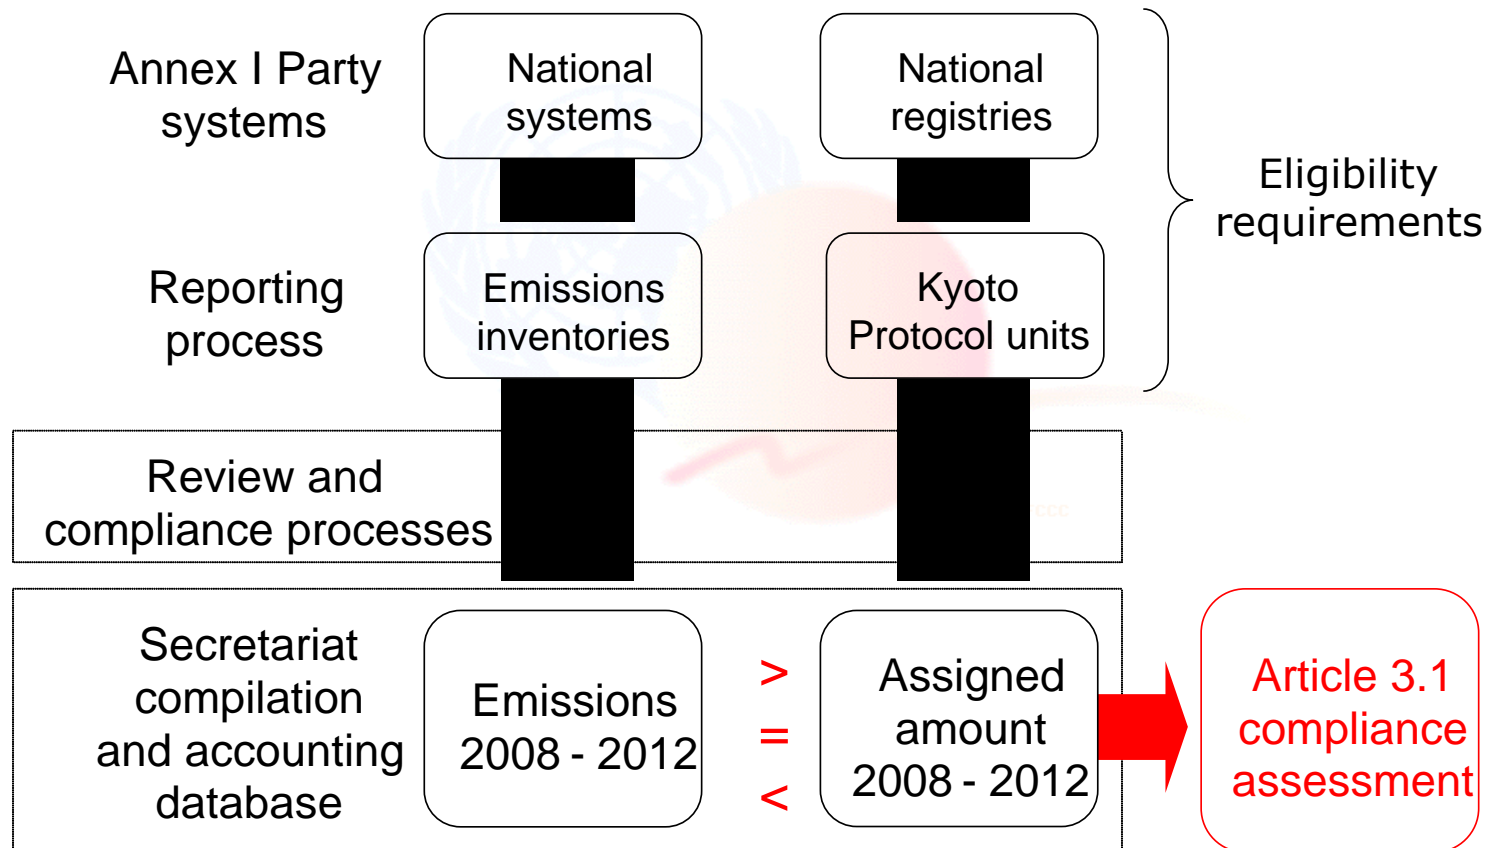 Annex I Party
systems
National
systems
National
registries
Eligibility
requirements
Reporting
process
Emissions
inventories
Kyoto
Protocol units
Review and
compliance processes
ccc
Secretariat
compilation
and accounting
database
Emissions
2008 - 2012
>
=
<
Assigned
amount
2008 - 2012
Article 3.1
compliance
assessment